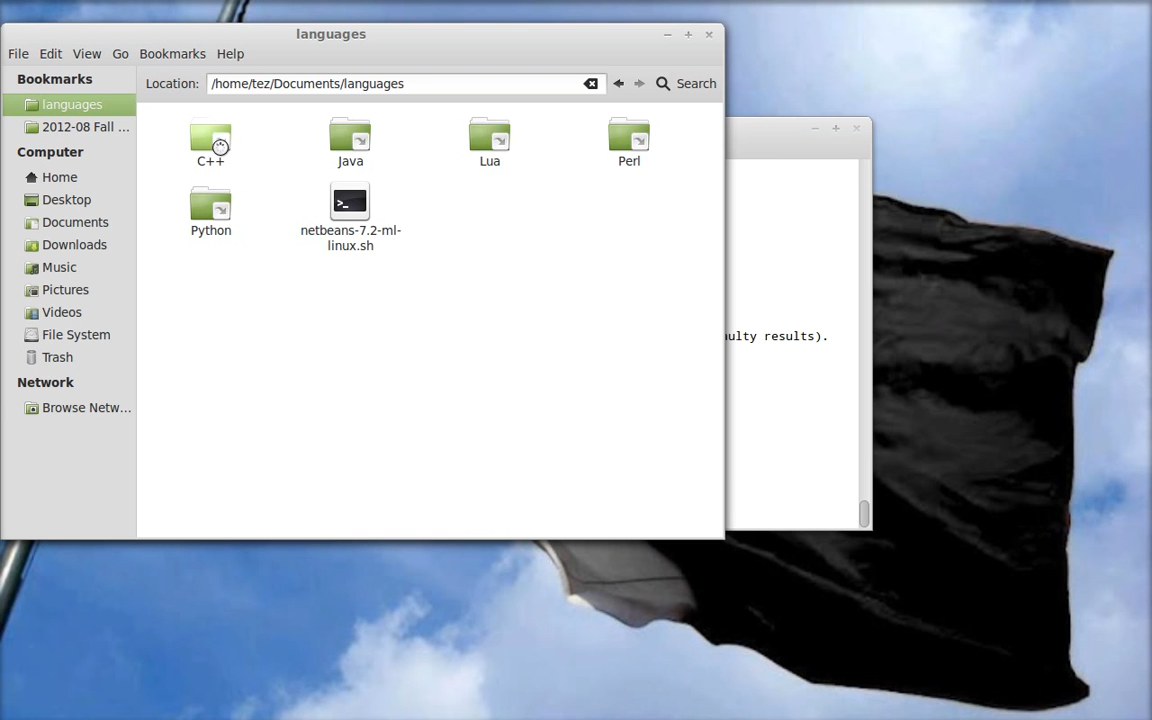 languages
File Edit View Go Bookmarks Help
Bookmarks
languages
2012-08 Fall ...
Computer
Home
Desktop
Documents
Downloads
Music
Pictures
Videos
File System
Trash
Network
Browse Netw...
Location: /home/tez/Documents/languages Search
C++ Java Lua Perl
Python netbeans-7.2-ml-
linux.sh
results).